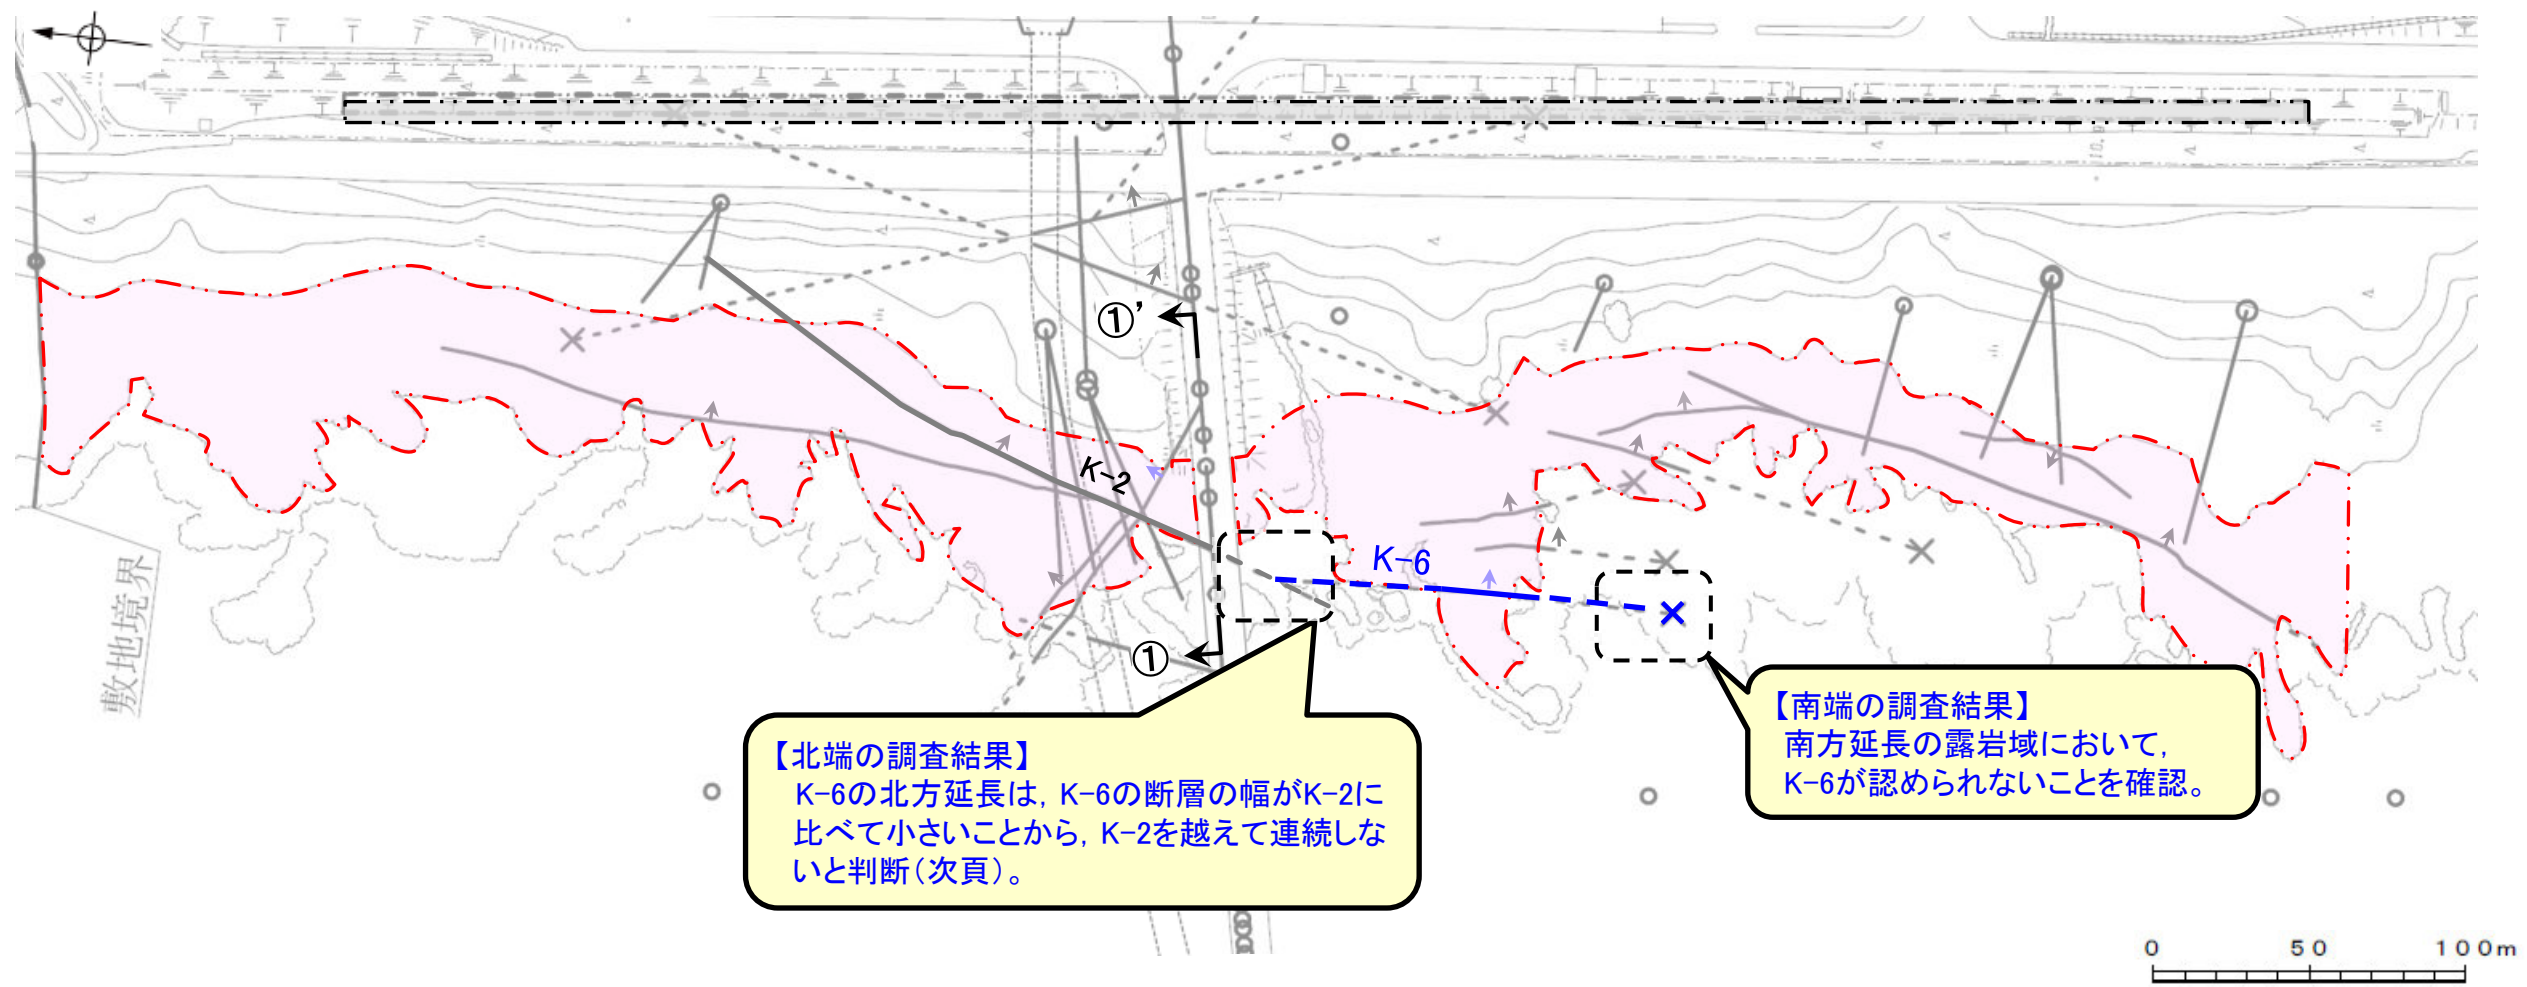 10.9
①’
K-2
K-6
①
敷地境界
【北端の調査結果】
K-6の北方延長は，K-6の断層の幅がK-2に
比べて小さいことから，K-2を越えて連続しな
いと判断（次頁）。
【南端の調査結果】
南方延長の露岩域において，
K-6が認められないことを確認。
0 50 100m